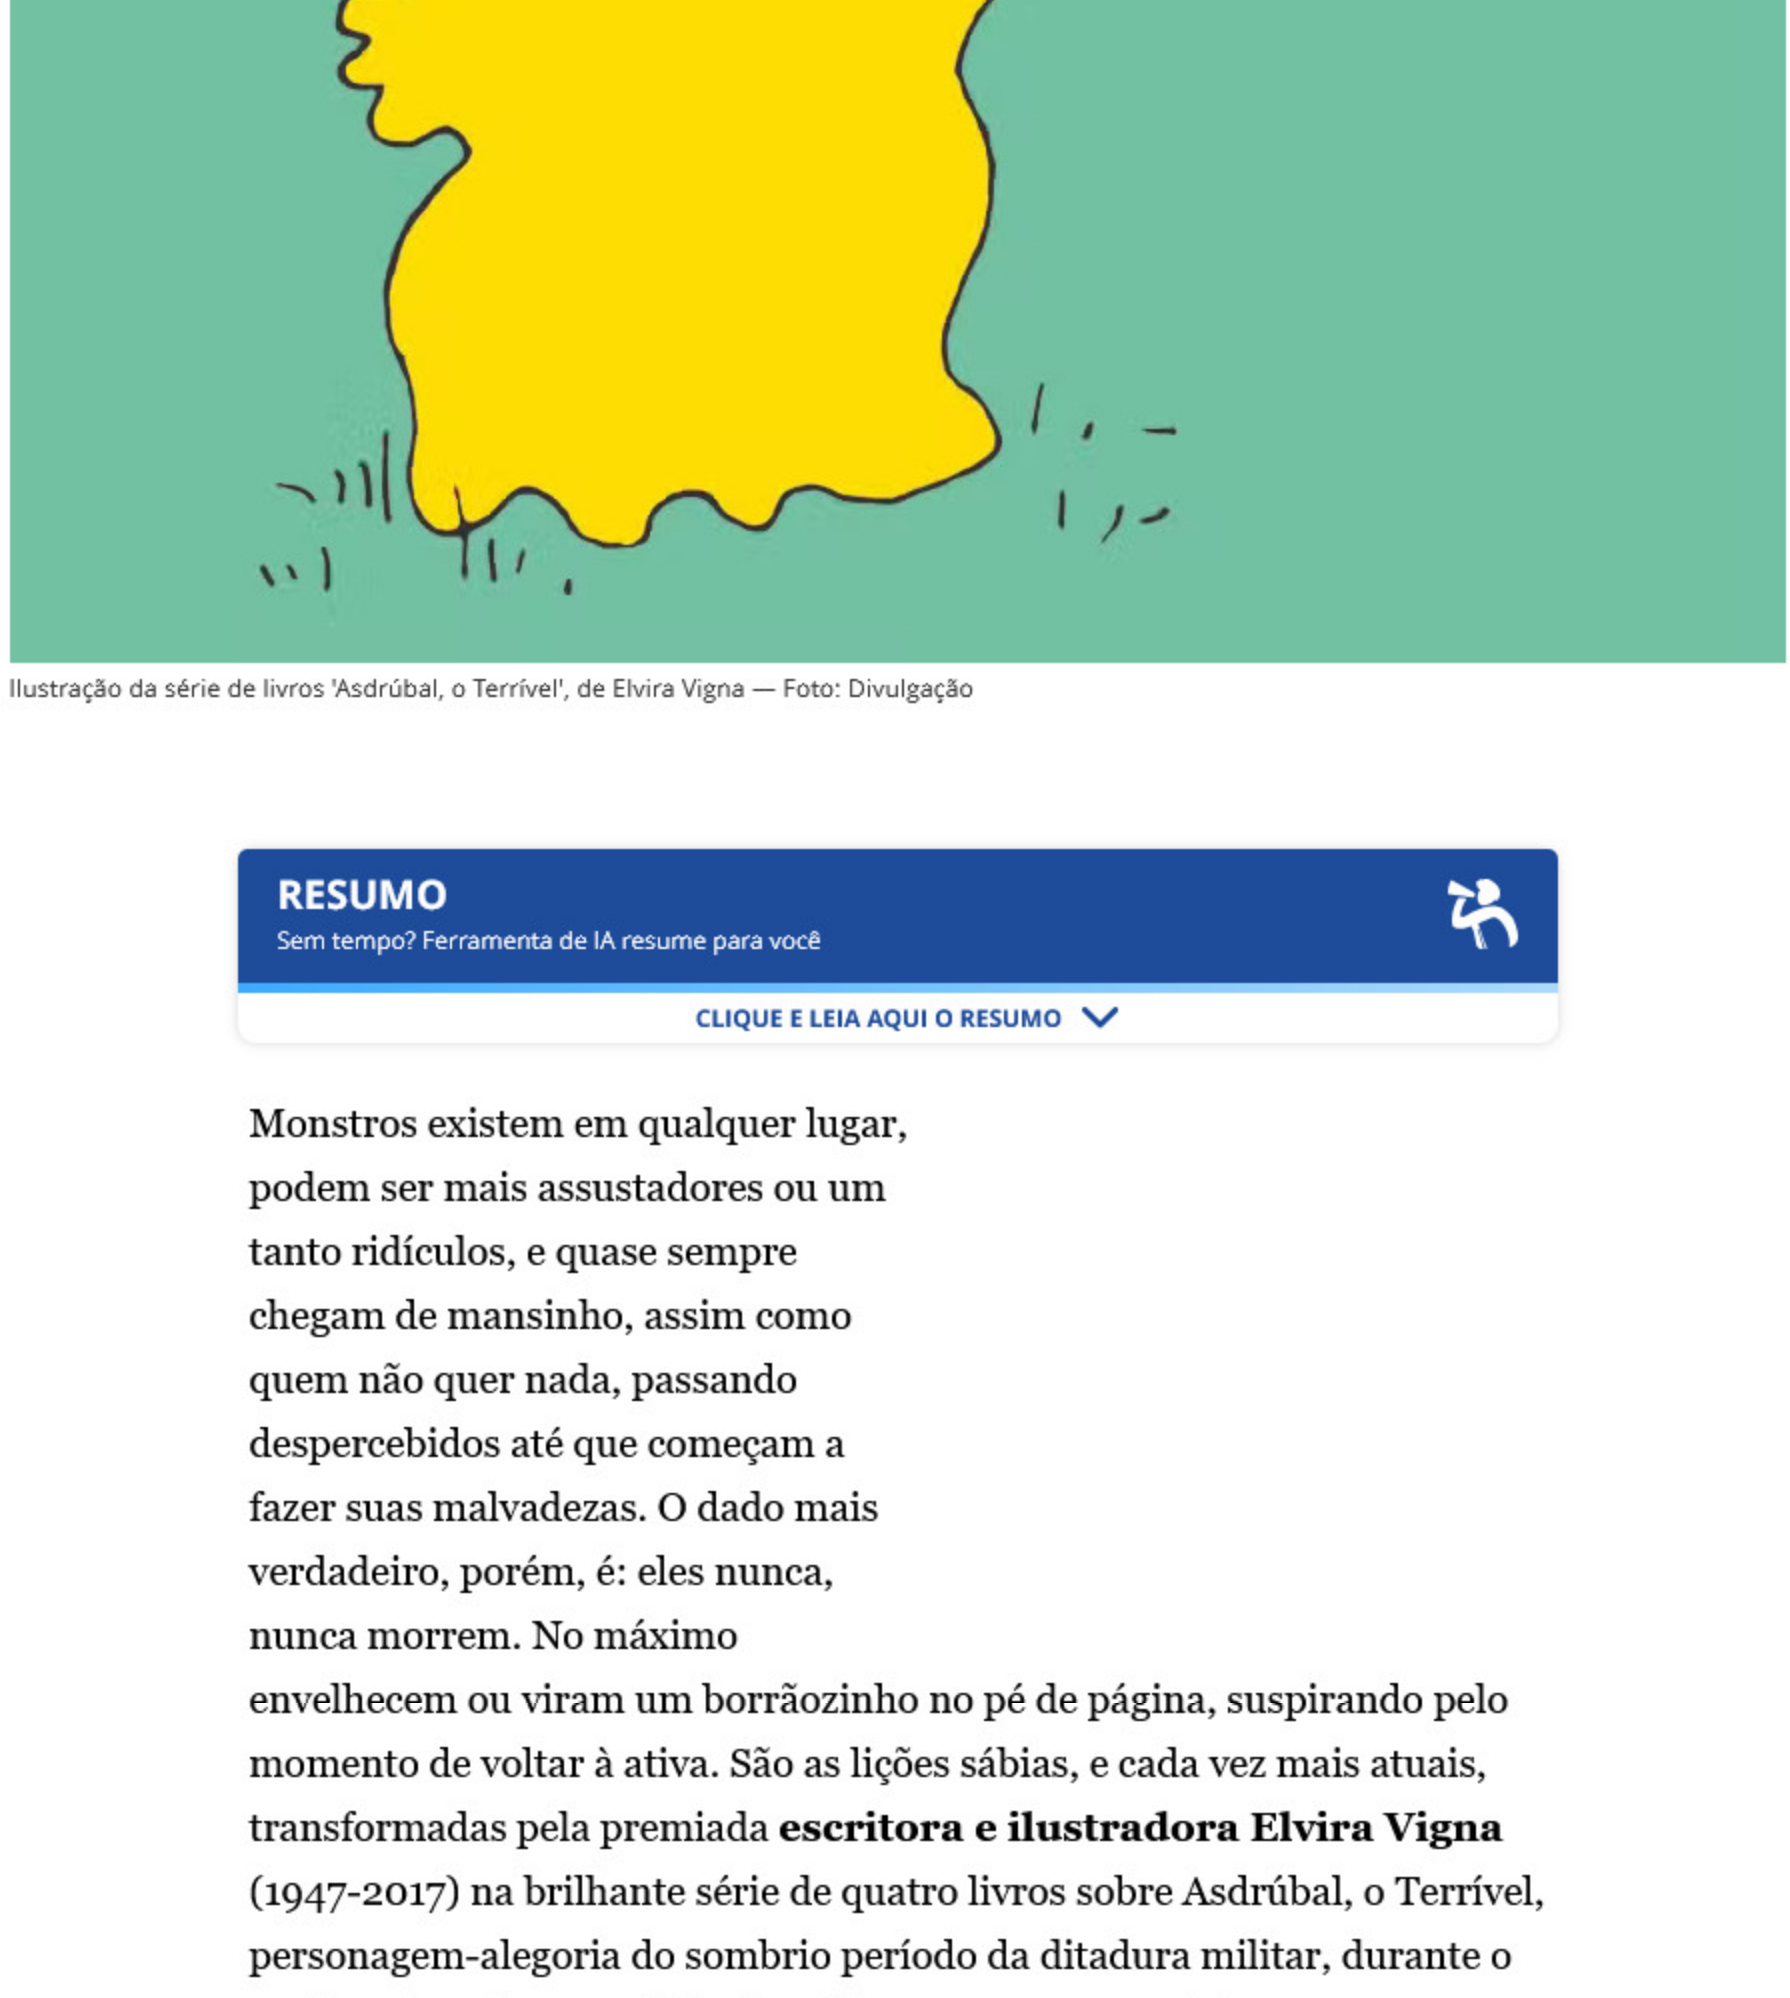 Ilustração da série de livros 'Asdrúbal, o Terrível', de Elvira Vigna — Foto: Divulgação
RESUMO
Sem tempo? Ferramenta de IA resume para você
CLIQUE E LEIA AQUI O RESUMO
Monstros existem em qualquer lugar,
podem ser mais assustadores ou um
tanto ridículos, e quase sempre
chegam de mansinho, assim como
quem não quer nada, passando
despercebidos até que começam a
fazer suas malvadezas. O dado mais
verdadeiro, porém, é: eles nunca,
nunca morrem. No máximo
envelhecem ou viram um borrãozinho no pé de página, suspirando pelo
momento de voltar à ativa. São as lições sábias, e cada vez mais atuais,
transformadas pela premiada escritora e ilustradora Elvira Vigna
(1947-2017) na brilhante série de quatro livros sobre Asdrúbal, o Terrível,
personagem-alegoria do sombrio período da ditadura militar, durante o